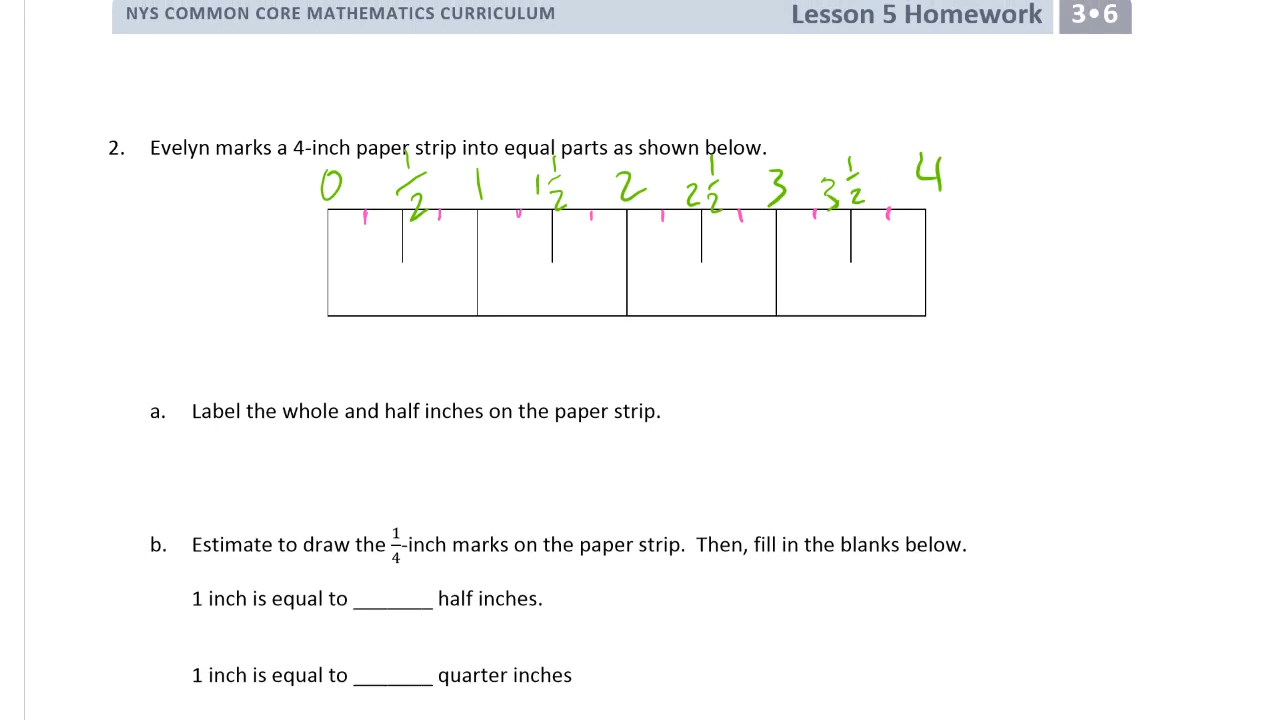 NYS COMMON CORE MATHEMATICS CURRICULUM Lesson 5 Homework 3•6
2. Evelyn marks a 4-inch paper strip into equal parts as shown below.
0 1/2 1 1 1/2 2 2 1/2 3 3 1/2 4
a. Label the whole and half inches on the paper strip.
b. Estimate to draw the 1/4-inch marks on the paper strip. Then, fill in the blanks below.
1 inch is equal to _______ half inches.
1 inch is equal to _______ quarter inches